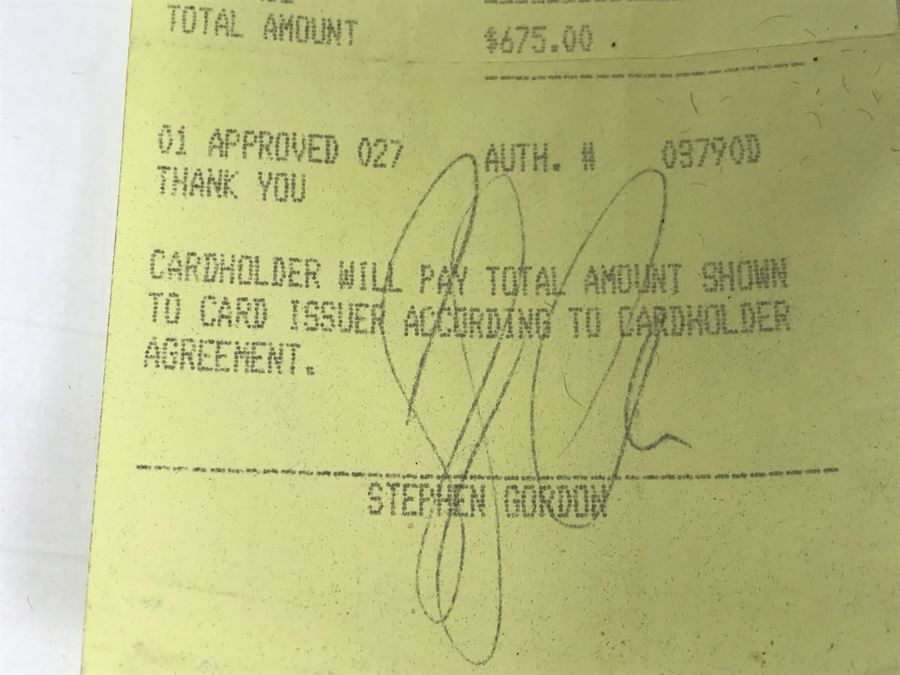 TOTAL AMOUNT $675.00
01 APPROVED 027 AUTH. # 03790D
THANK YOU
CARDHOLDER WILL PAY TOTAL AMOUNT SHOWN
TO CARD ISSUER ACCORDING TO CARDHOLDER
AGREEMENT.
STEPHEN GORDON